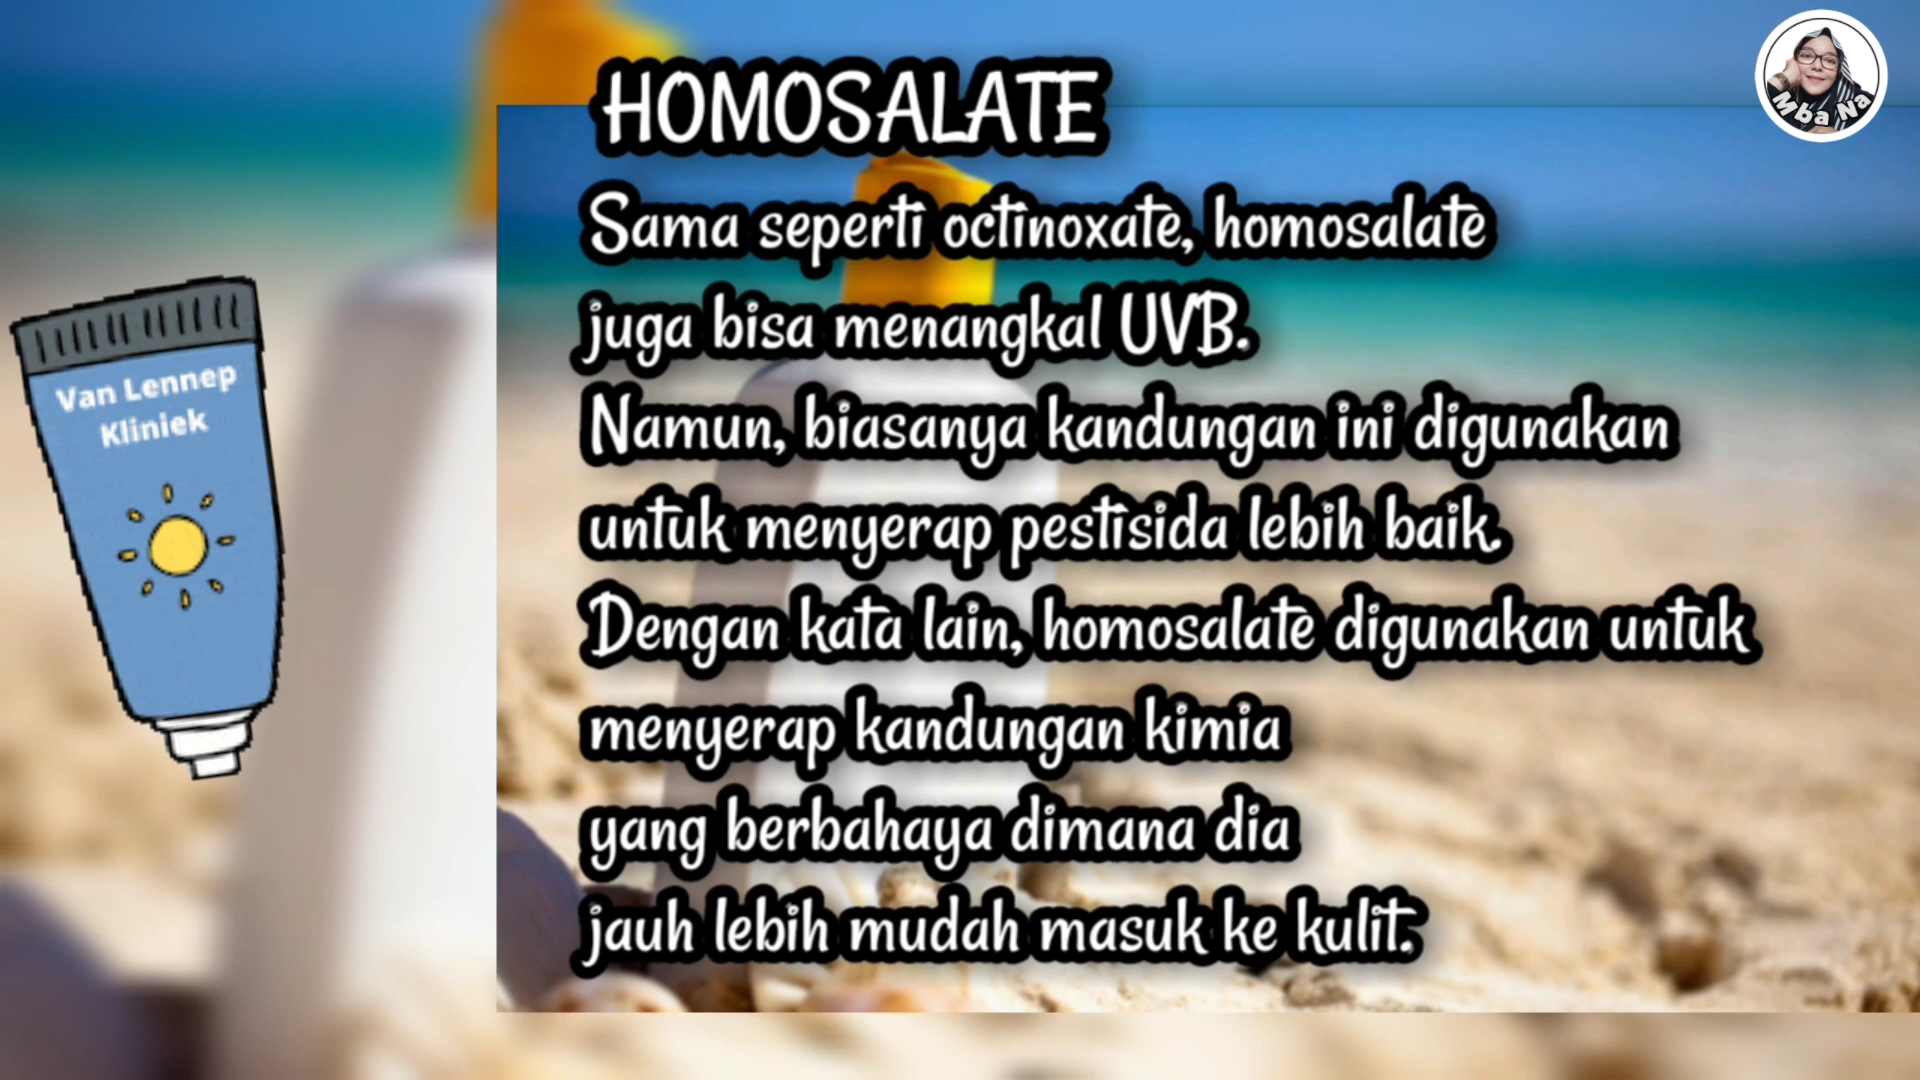 HOMOSALATE
Sama seperti octinoxate, homosalate
juga bisa menangkal UVB.
Namun, biasanya kandungan ini digunakan
untuk menyerap pestisida lebih baik.
Dengan kata lain, homosalate digunakan untuk
menyerap kandungan kimia
yang berbahaya dimana dia
jauh lebih mudah masuk ke kulit.
Van Lennep
Kliniek
Mba Na